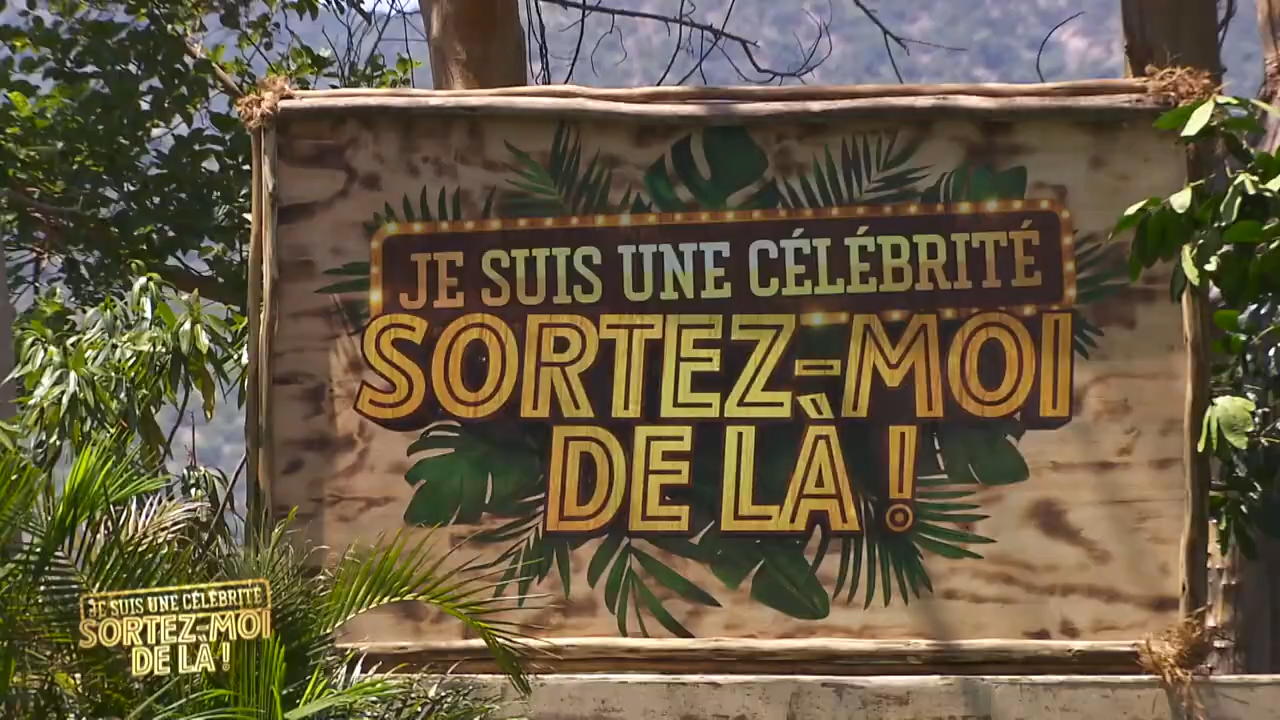 JE SUIS UNE CÉLÉBRITÉ
SORTEZ-MOI
DE LÀ !
JE SUIS UNE CÉLÉBRITÉ
SORTEZ-MOI
DE LÀ !